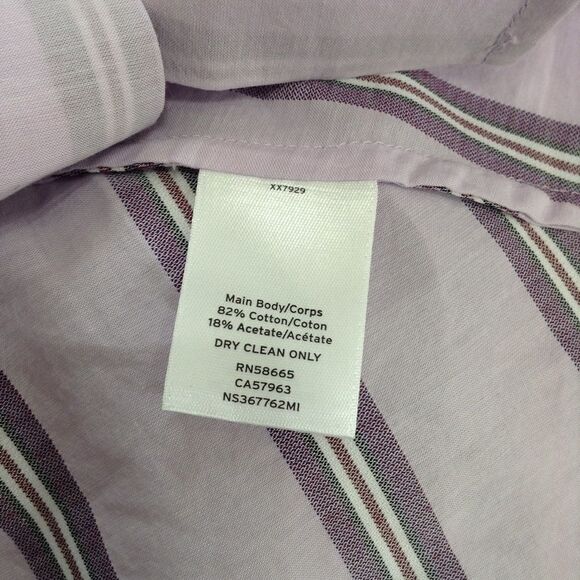 XX7929
Main Body/Corps
82% Cotton/Coton
18% Acetate/Acétate
DRY CLEAN ONLY
RN58665
CA57963
NS367762MI